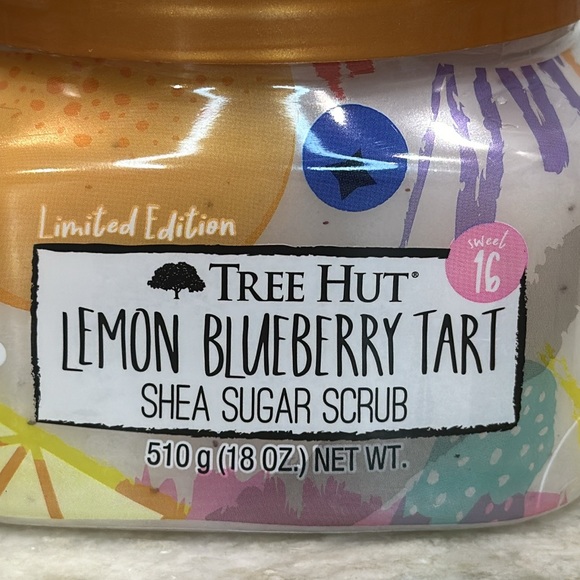 Limited Edition
sweet
16
TREE HUT®
LEMON BLUEBERRY TART
SHEA SUGAR SCRUB
510 g (18 OZ.) NET WT.